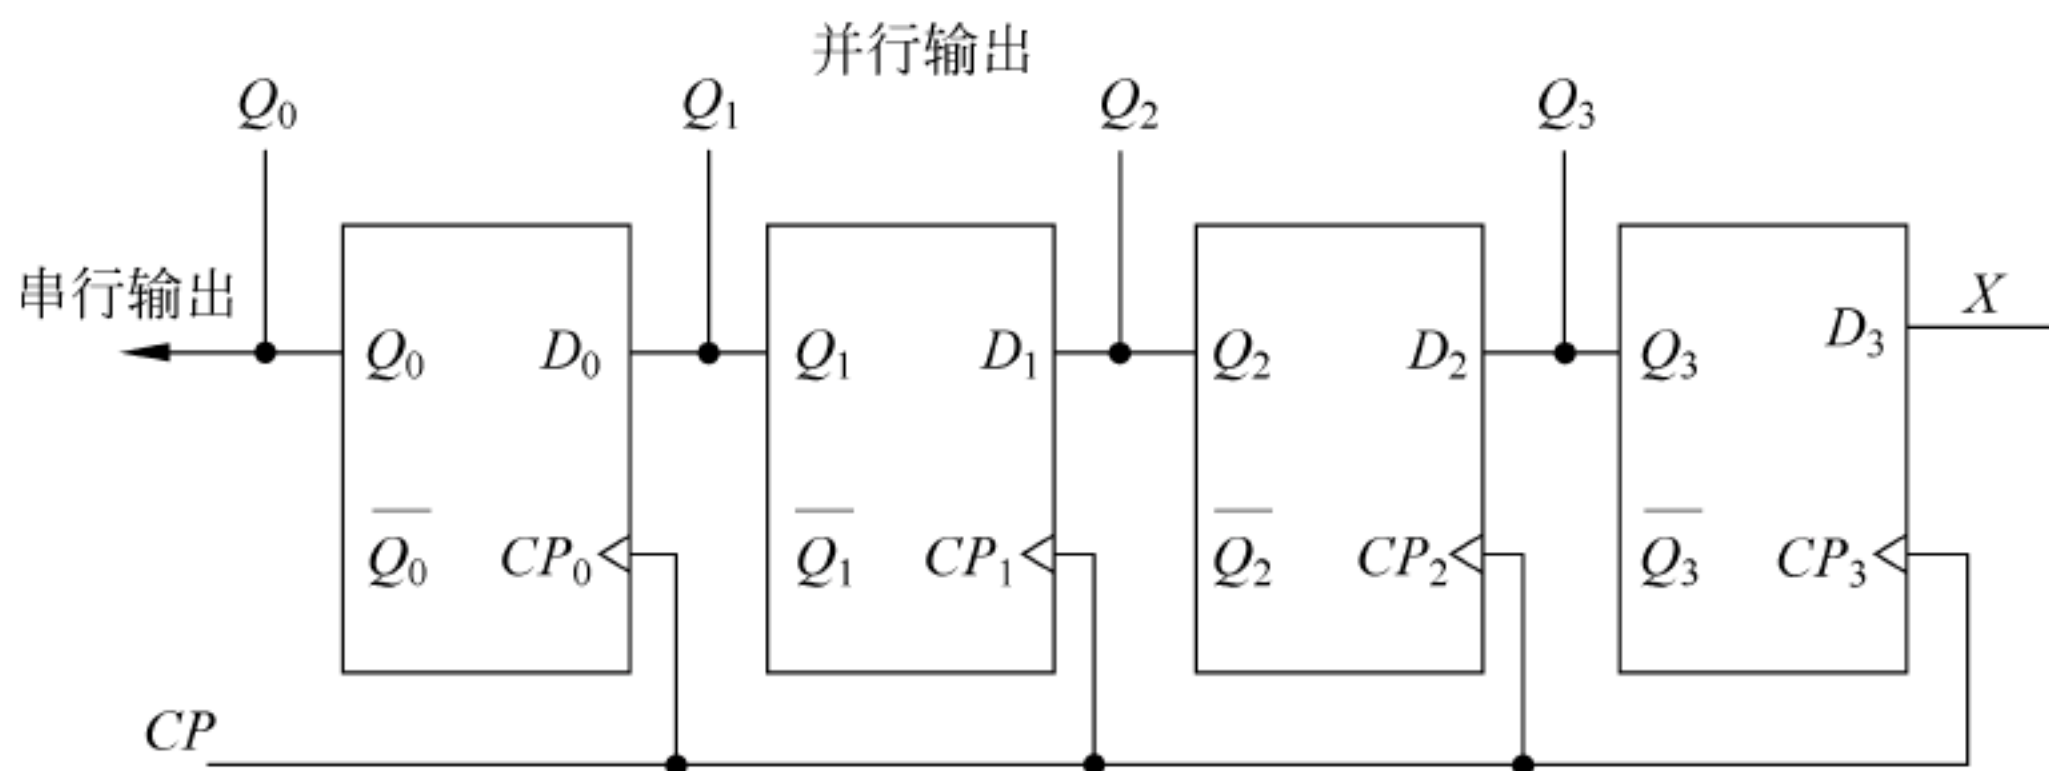 并行输出
Q₀ Q₁ Q₂ Q₃
串行输出
X
Q₀ D₀ Q₁ D₁ Q₂ D₂ Q₃ D₃
Q̅₀ CP₀ Q̅₁ CP₁ Q̅₂ CP₂ Q̅₃ CP₃
CP